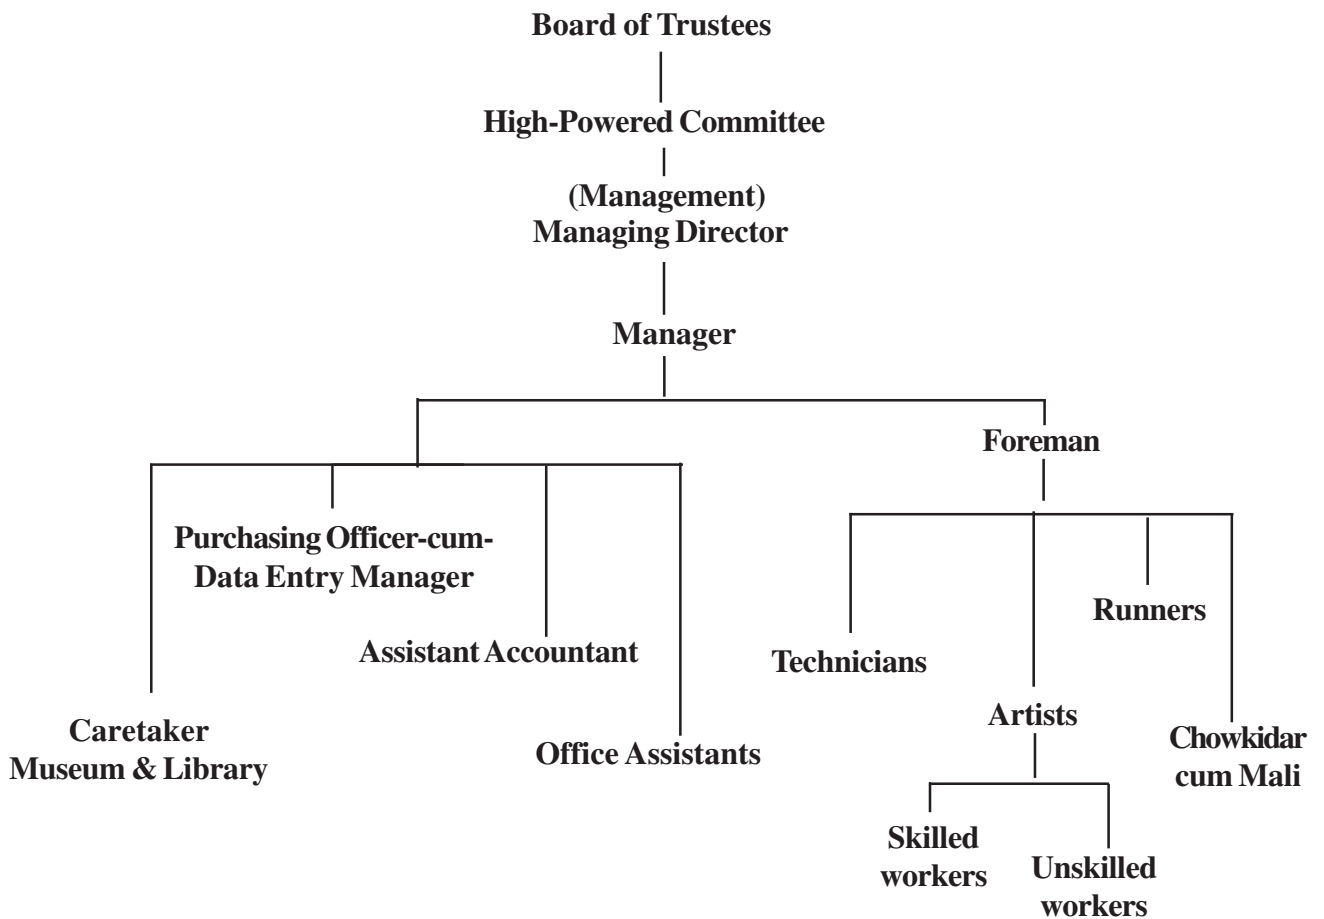 Board of Trustees
High-Powered Committee
(Management)
Managing Director
Manager
Foreman
Purchasing Officer-cum-
Data Entry Manager
Assistant Accountant
Caretaker
Museum & Library
Office Assistants
Technicians
Artists
Runners
Chowkidar
cum Mali
Skilled
workers
Unskilled
workers